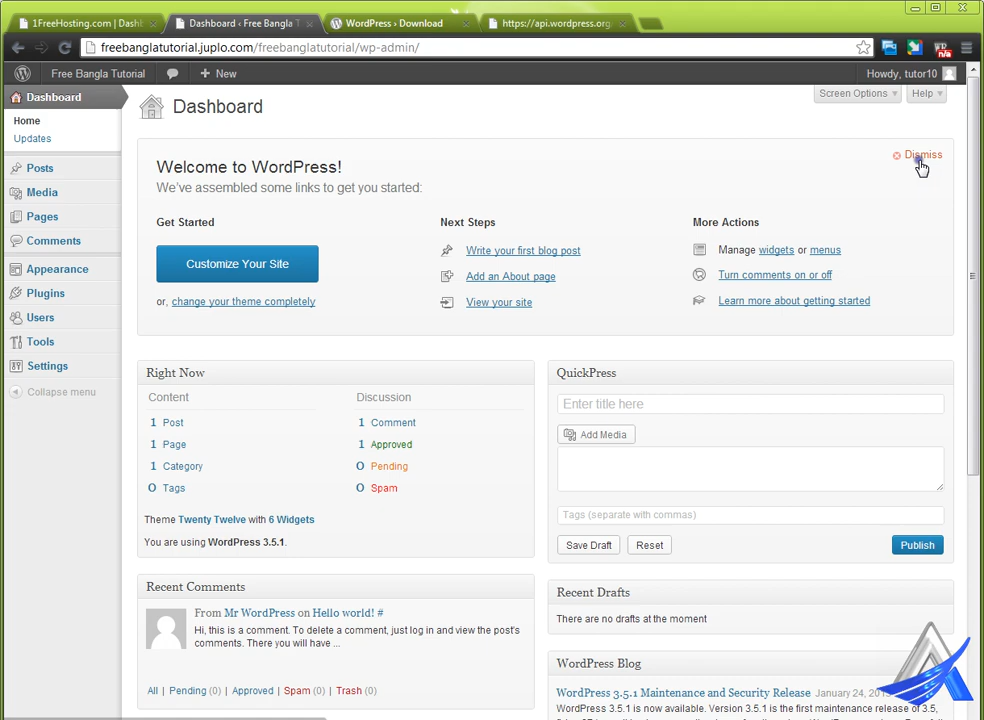 1FreeHosting.com | Dashb
Dashboard ‹ Free Bangla T
WordPress › Download
https://api.wordpress.org
freebanglatutorial.juplo.com/freebanglatutorial/wp-admin/
n/a
Free Bangla Tutorial
+ New
Howdy, tutor10
Dashboard
Home
Updates
Posts
Media
Pages
Comments
Appearance
Plugins
Users
Tools
Settings
Collapse menu
Screen Options
Help
Dashboard
Dismiss
Welcome to WordPress!
We've assembled some links to get you started:
Get Started
Customize Your Site
or, change your theme completely
Next Steps
Write your first blog post
Add an About page
View your site
More Actions
Manage widgets or menus
Turn comments on or off
Learn more about getting started
Right Now
Content
Discussion
1 Post
1 Comment
1 Page
1 Approved
1 Category
0 Pending
0 Tags
0 Spam
Theme Twenty Twelve with 6 Widgets
You are using WordPress 3.5.1.
Recent Comments
From Mr WordPress on Hello world! #
Hi, this is a comment. To delete a comment, just log in and view the post's
comments. There you will have ...
All | Pending (0) | Approved | Spam (0) | Trash (0)
QuickPress
Enter title here
Add Media
Tags (separate with commas)
Save Draft
Reset
Publish
Recent Drafts
There are no drafts at the moment
WordPress Blog
WordPress 3.5.1 Maintenance and Security Release January 24,
WordPress 3.5.1 is now available. Version 3.5.1 is the first maintenance release of 3.5,